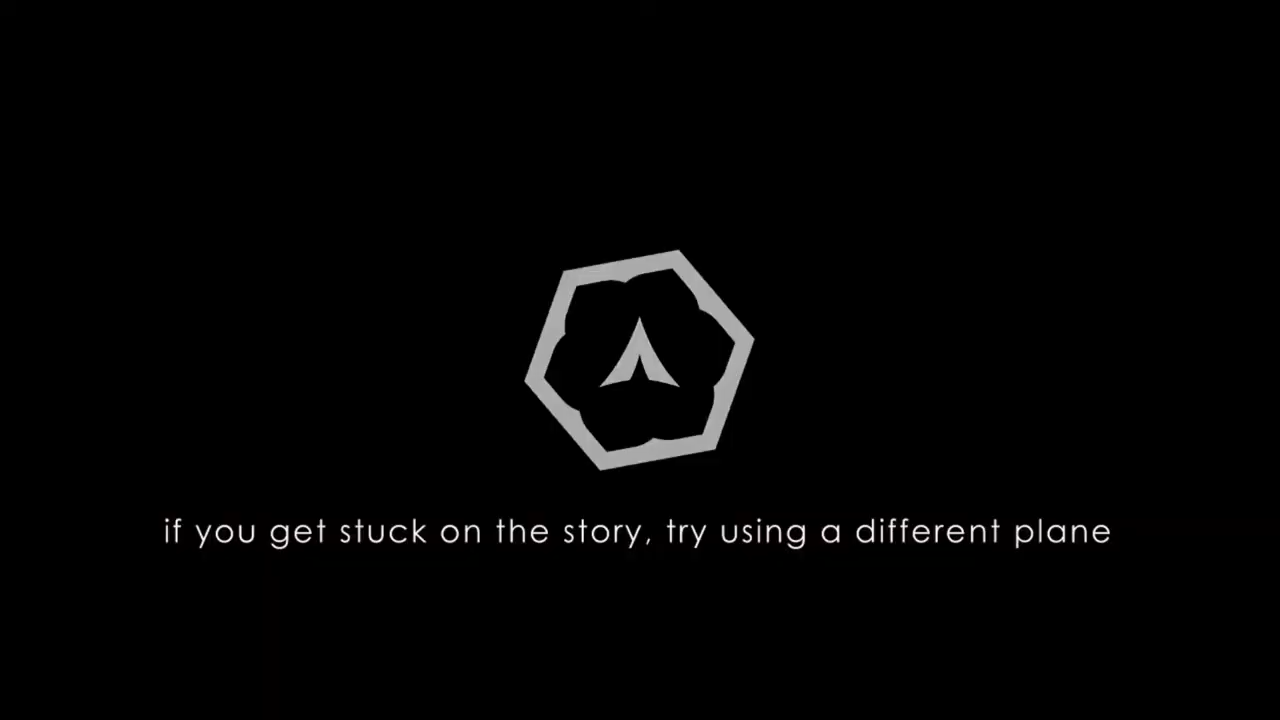 if you get stuck on the story, try using a different plane